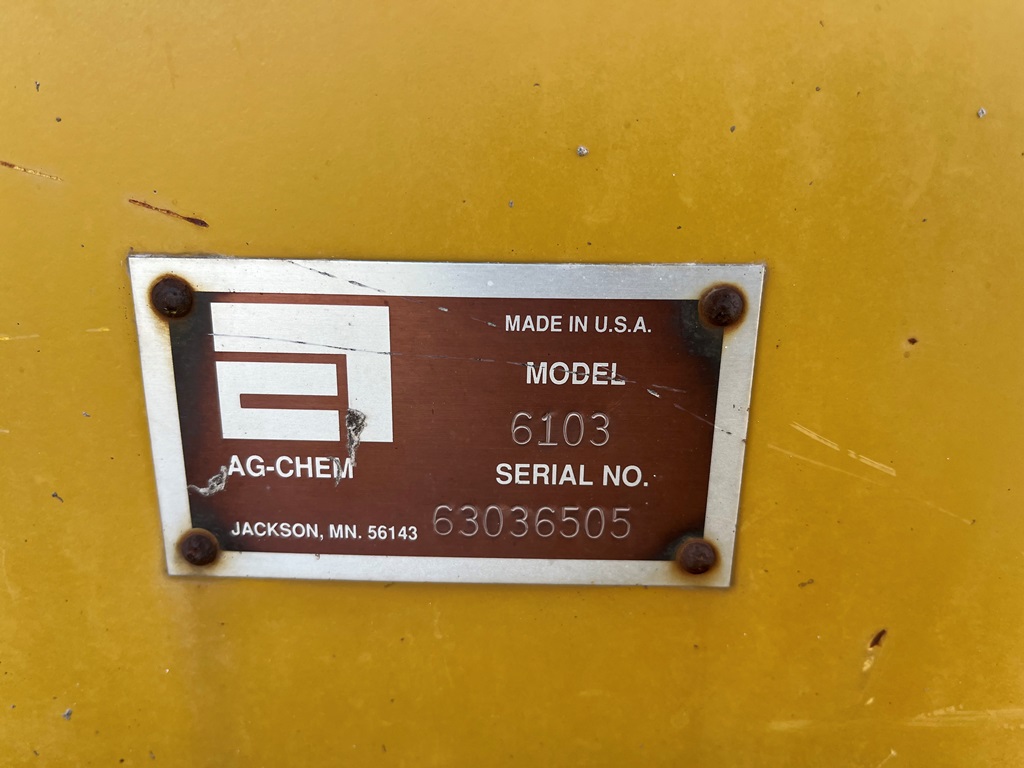 MADE IN U.S.A.
MODEL
6103
AG-CHEM
SERIAL NO.
JACKSON, MN. 56143
63036505